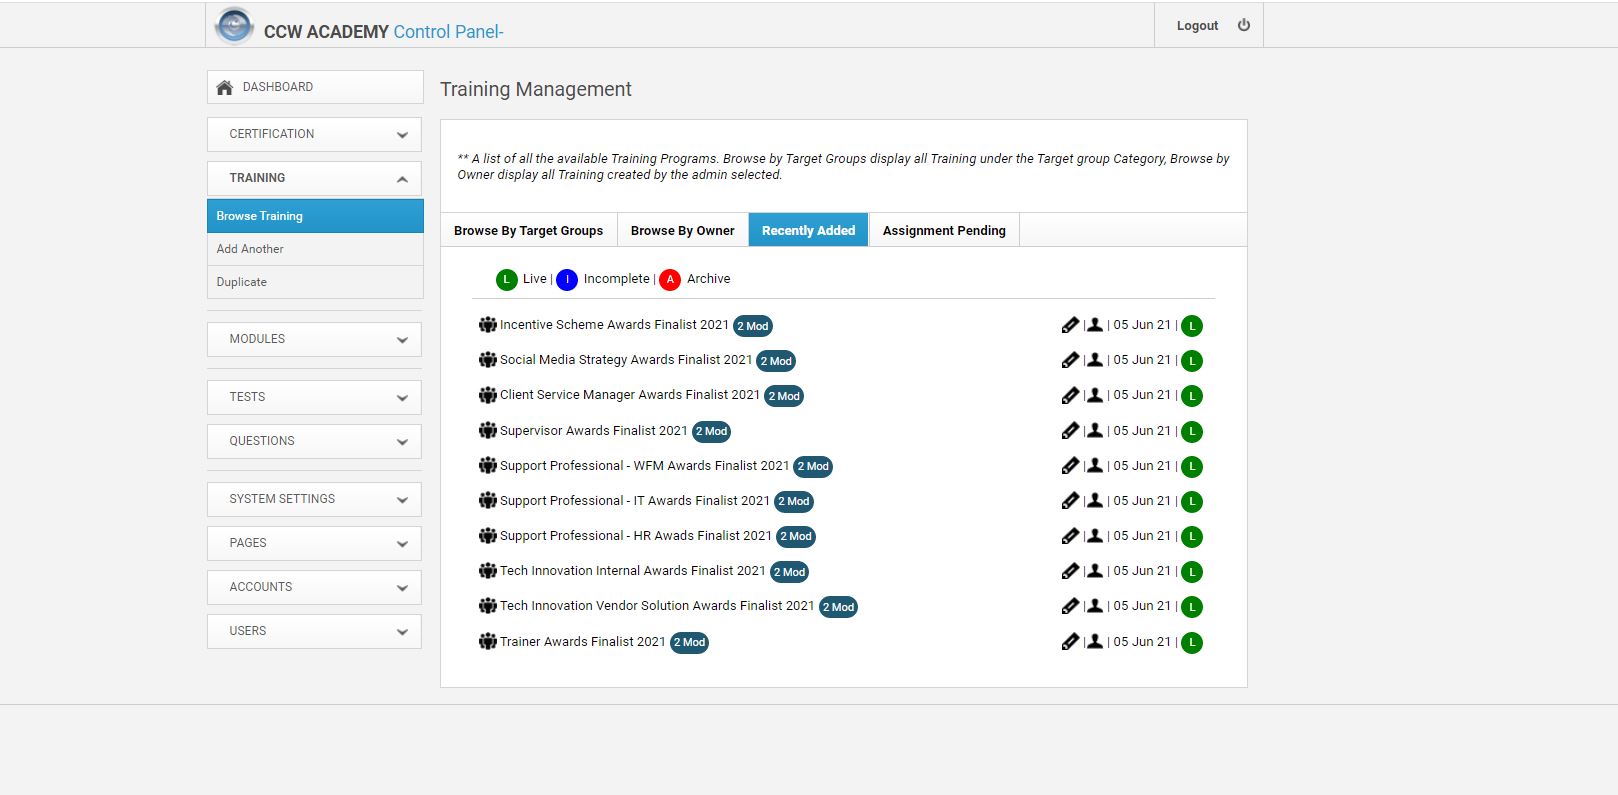 CCW ACADEMY Control Panel-
Logout
DASHBOARD
CERTIFICATION
TRAINING
Browse Training
Add Another
Duplicate
MODULES
TESTS
QUESTIONS
SYSTEM SETTINGS
PAGES
ACCOUNTS
USERS
Training Management
** A list of all the available Training Programs. Browse by Target Groups display all Training under the Target group Category, Browse by
Owner display all Training created by the admin selected.
Browse By Target Groups Browse By Owner Recently Added Assignment Pending
L Live | I Incomplete | A Archive
Incentive Scheme Awards Finalist 2021 2 Mod | | 05 Jun 21 | L
Social Media Strategy Awards Finalist 2021 2 Mod | | 05 Jun 21 | L
Client Service Manager Awards Finalist 2021 2 Mod | | 05 Jun 21 | L
Supervisor Awards Finalist 2021 2 Mod | | 05 Jun 21 | L
Support Professional - WFM Awards Finalist 2021 2 Mod | | 05 Jun 21 | L
Support Professional - IT Awards Finalist 2021 2 Mod | | 05 Jun 21 | L
Support Professional - HR Awads Finalist 2021 2 Mod | | 05 Jun 21 | L
Tech Innovation Internal Awards Finalist 2021 2 Mod | | 05 Jun 21 | L
Tech Innovation Vendor Solution Awards Finalist 2021 2 Mod | | 05 Jun 21 | L
Trainer Awards Finalist 2021 2 Mod | | 05 Jun 21 | L